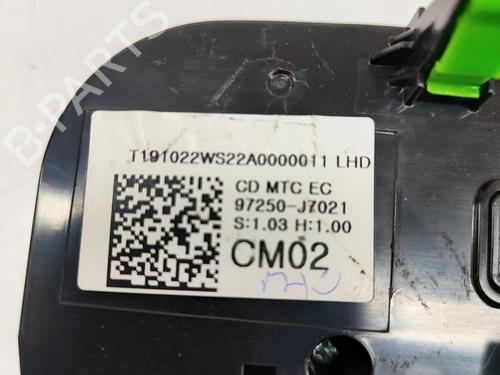 T191022WS22A0000011 LHD
CD MTC EC
97250-J7021
S:1.03 H:1.00
CM02
B-PARTS